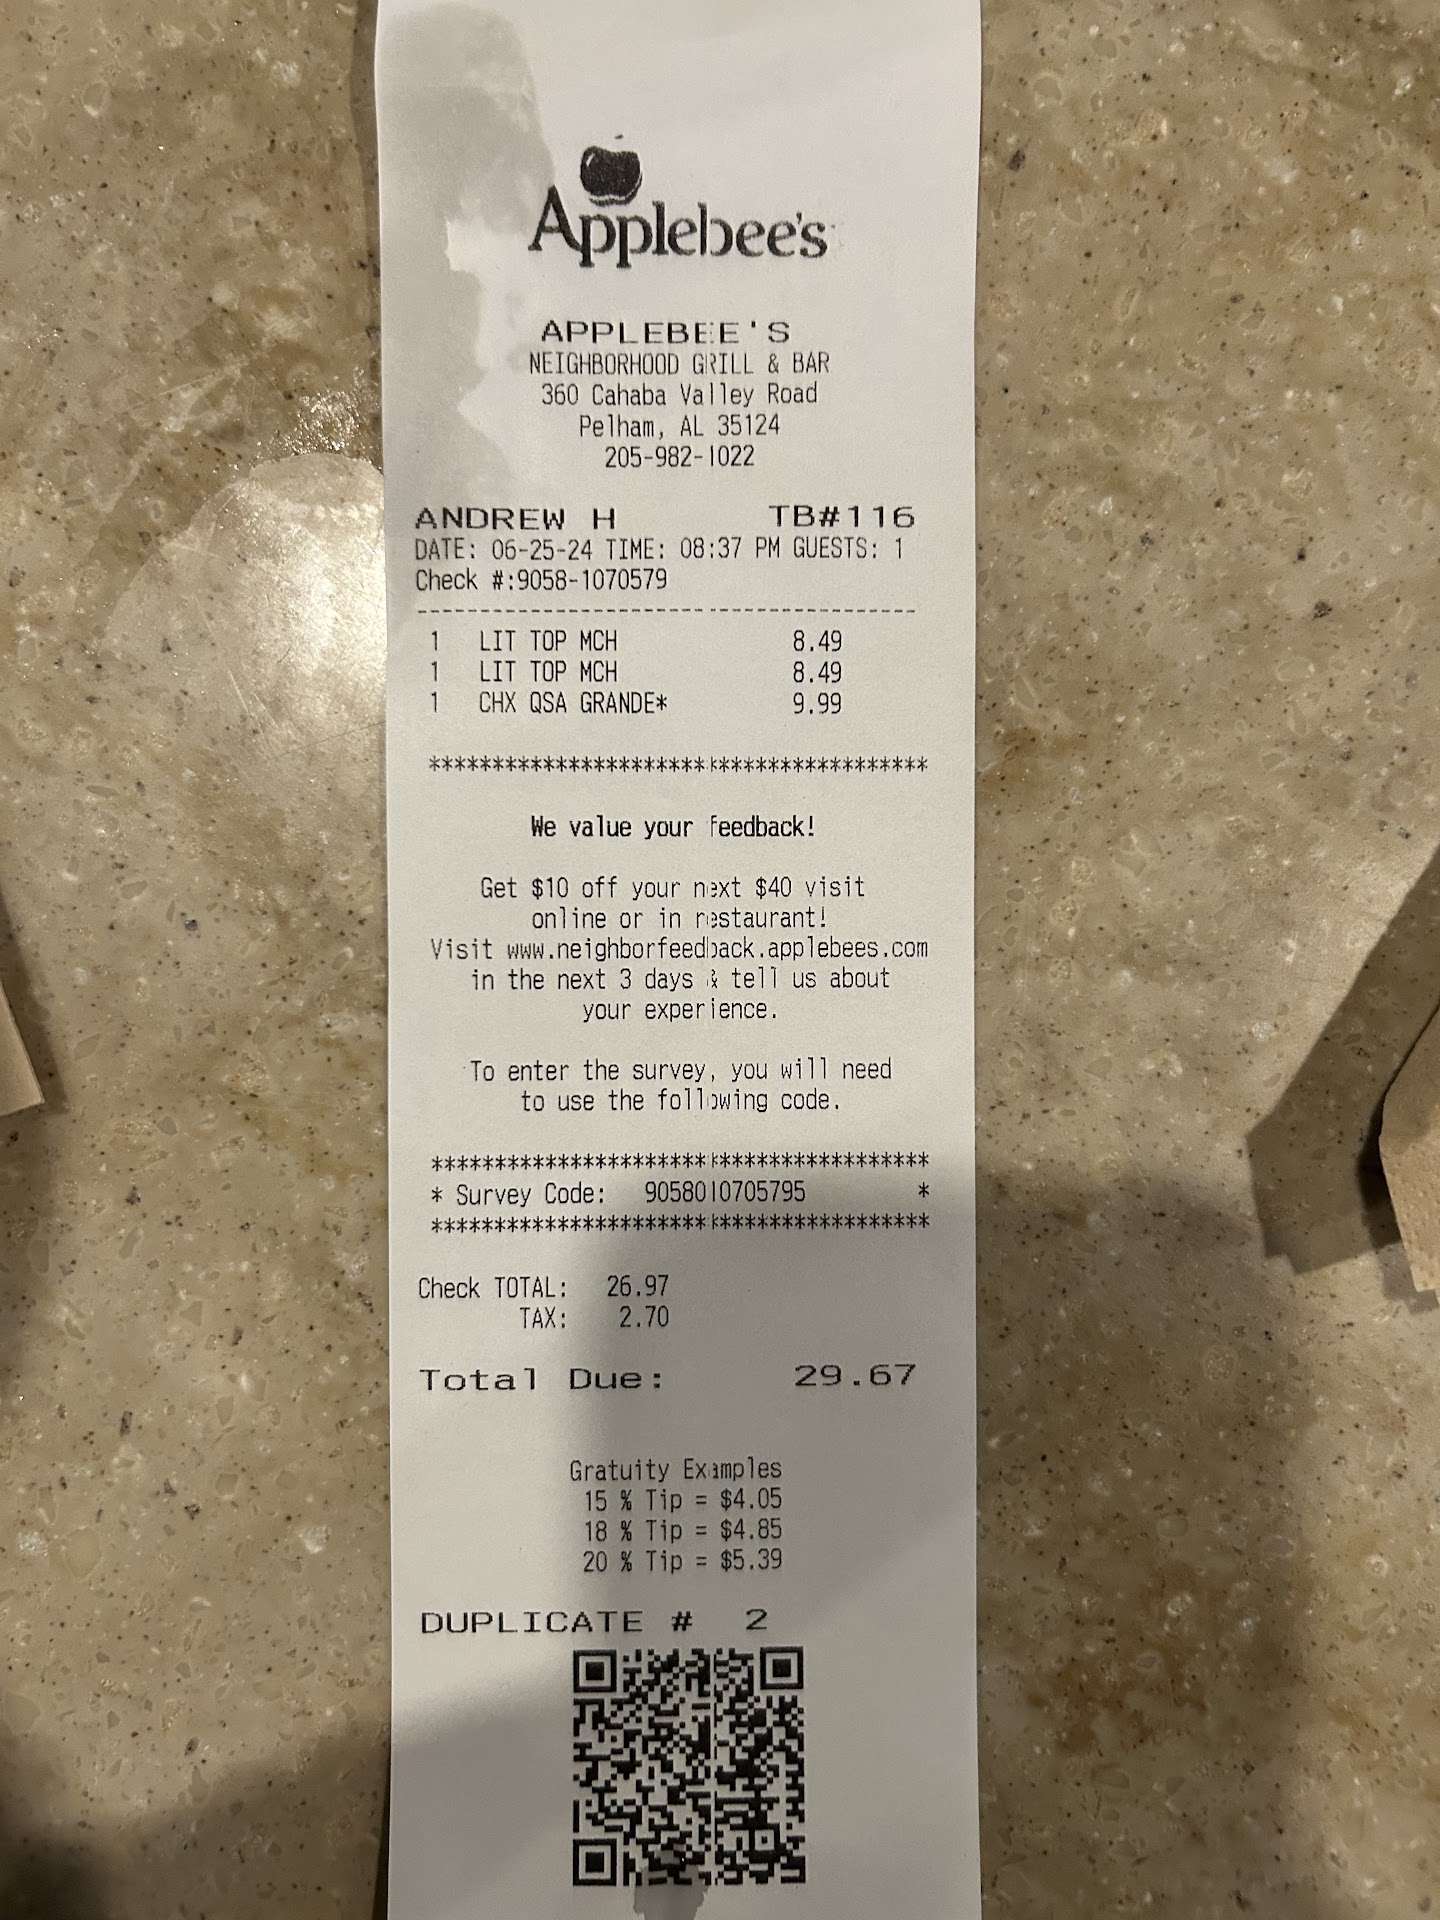 Applebee's
APPLEBEE'S
NEIGHBORHOOD GRILL & BAR
360 Cahaba Valley Road
Pelham, AL 35124
205-982-1022
ANDREW H TB#116
DATE: 06-25-24 TIME: 08:37 PM GUESTS: 1
Check #:9058-1070579
---------------------------------------
1 LIT TOP MCH 8.49
1 LIT TOP MCH 8.49
1 CHX QSA GRANDE* 9.99
***************************************
We value your feedback!
Get $10 off your next $40 visit
online or in restaurant!
Visit www.neighborfeedback.applebees.com
in the next 3 days & tell us about
your experience.
To enter the survey, you will need
to use the following code.
***************************************
* Survey Code: 9058010705795 *
***************************************
Check TOTAL: 26.97
TAX: 2.70
Total Due: 29.67
Gratuity Examples
15 % Tip = $4.05
18 % Tip = $4.85
20 % Tip = $5.39
DUPLICATE # 2